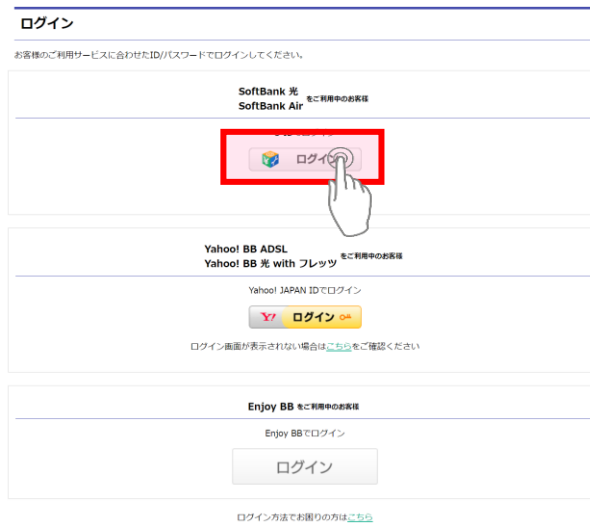 ログイン
お客様のご利用サービスに合わせたID/パスワードでログインしてください。
SoftBank 光
SoftBank Air をご利用中のお客様
ログイン
Yahoo! BB ADSL
Yahoo! BB 光 with フレッツ をご利用中のお客様
Yahoo! JAPAN IDでログイン
Y! ログイン
ログイン画面が表示されない場合はこちらをご確認ください
Enjoy BB をご利用中のお客様
Enjoy BBでログイン
ログイン
ログイン方法でお困りの方はこちら